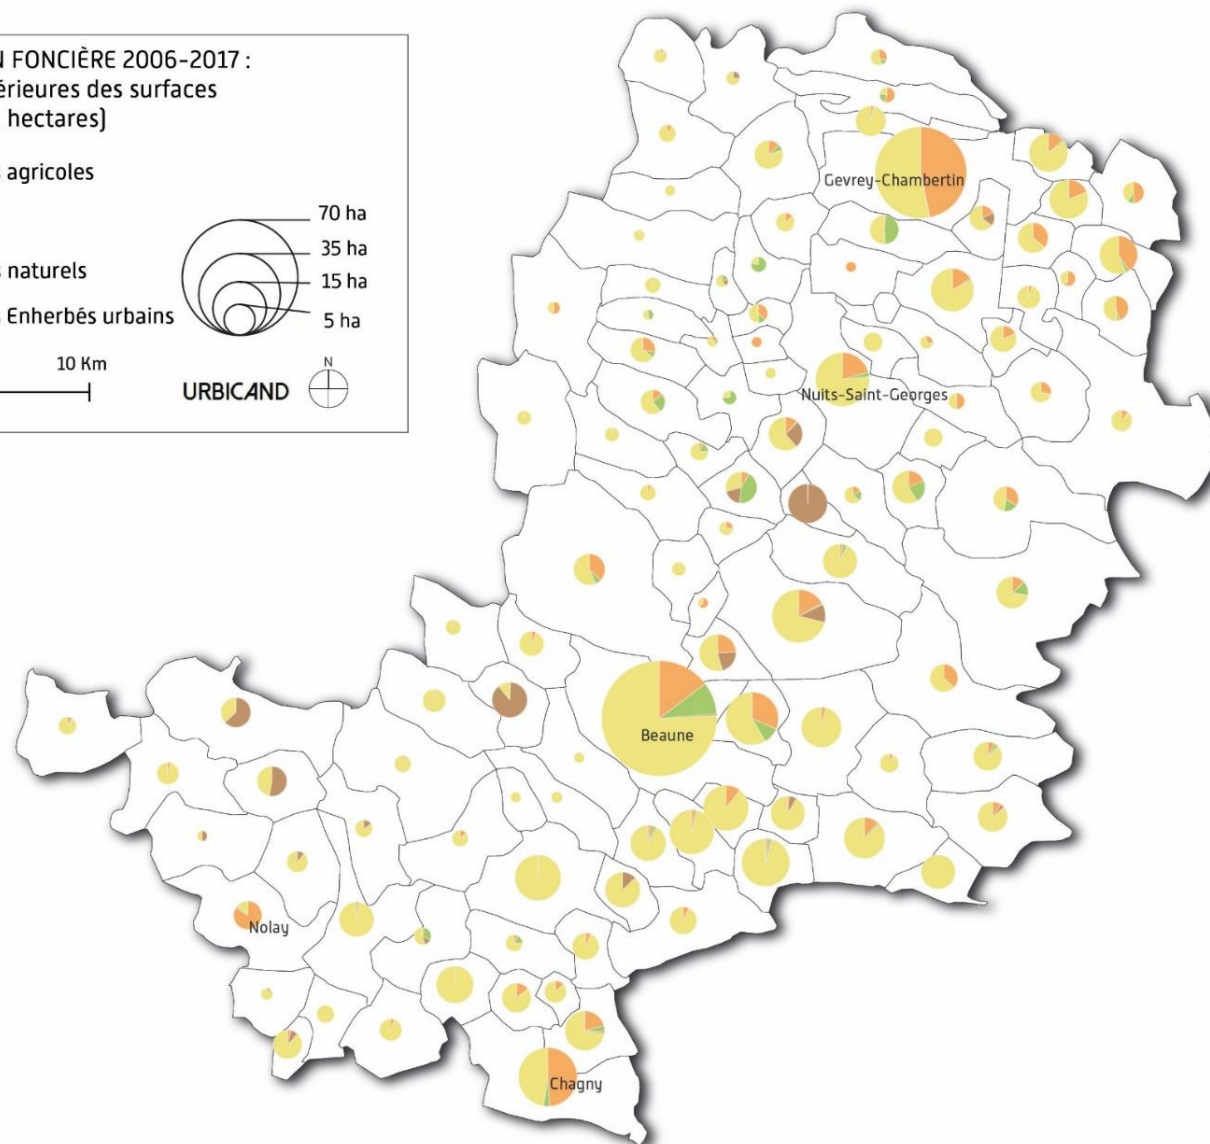 N FONCIÈRE 2006-2017 :
érieures des surfaces
hectares)
agricoles
70 ha
35 ha
naturels
15 ha
Enherbés urbains
5 ha
10 Km
N
URBICAND
Gevrey-Chambertin
Nuits-Saint-Georges
Beaune
Nolay
Chagny